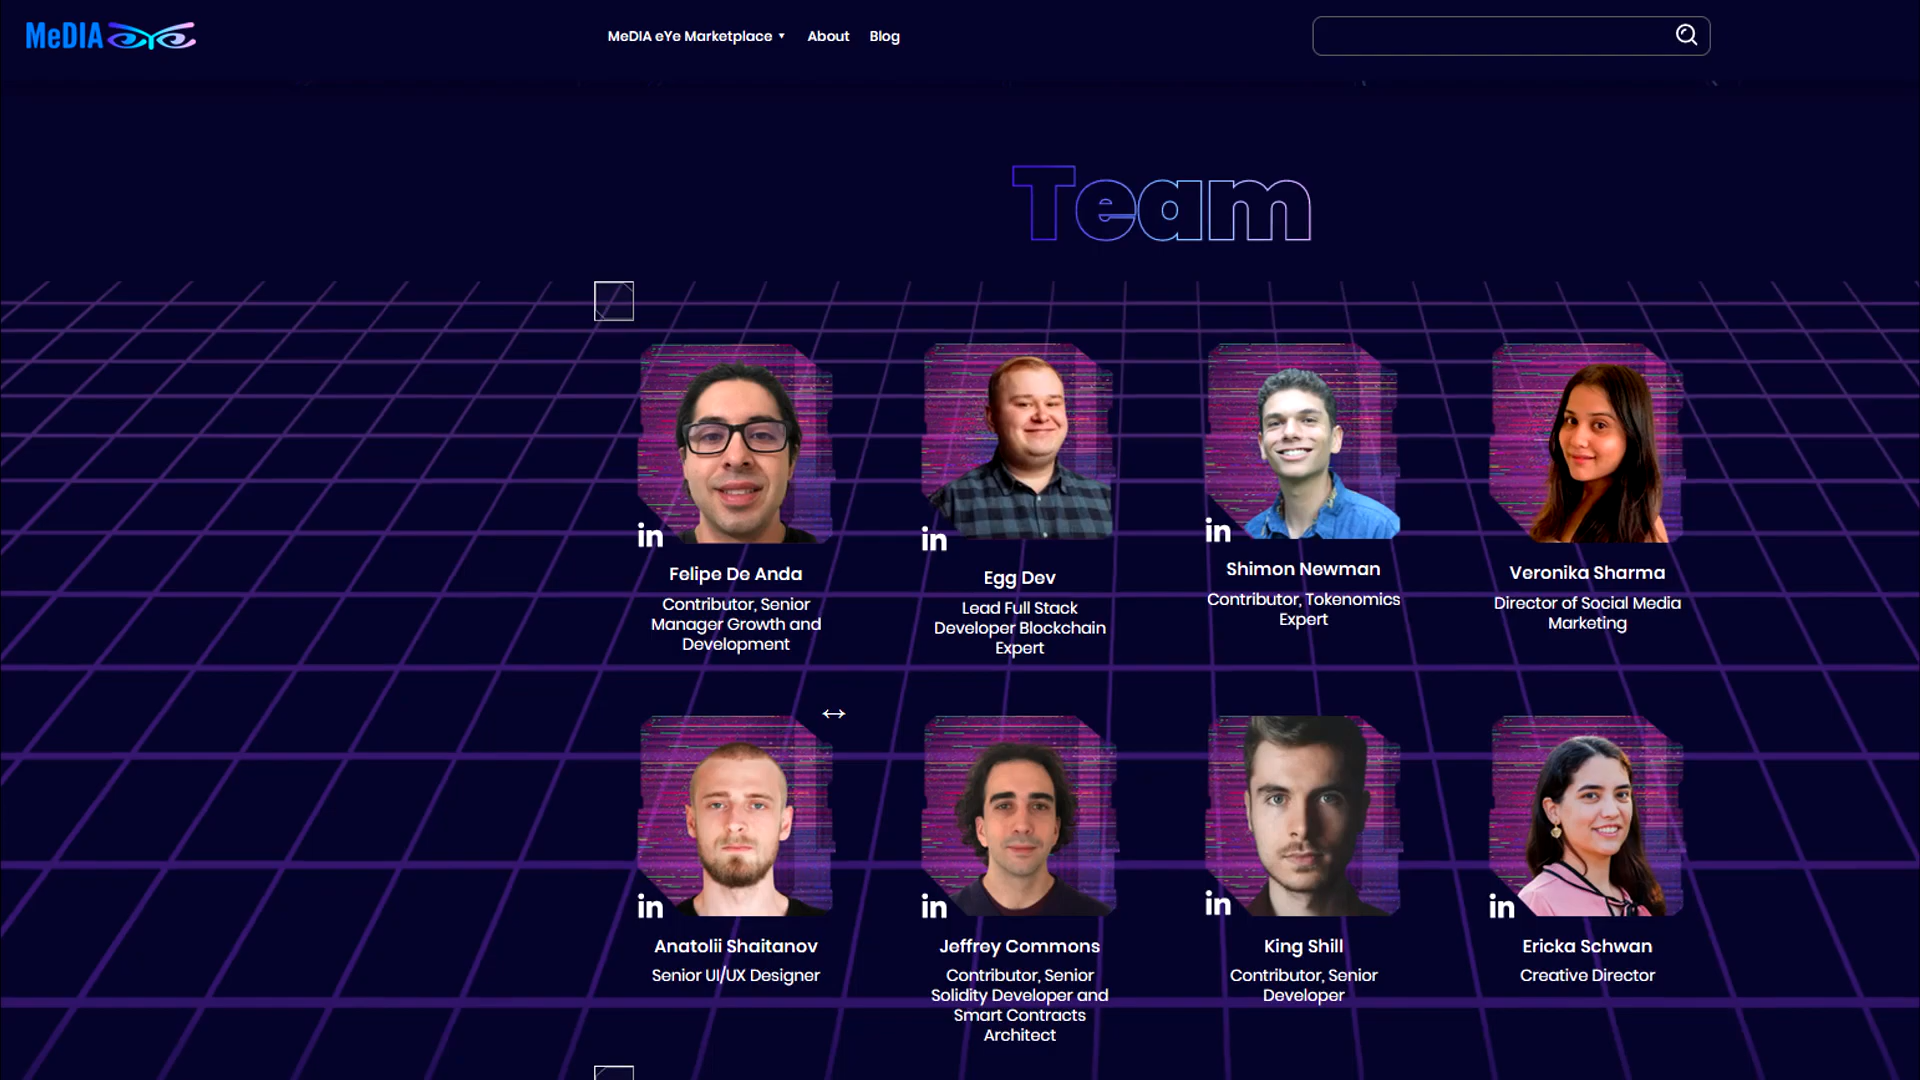 MeDIA eYe
MeDIA eYe Marketplace
About
Blog
Team
in
in
in
Felipe De Anda
Contributor, Senior
Manager Growth and
Development
Egg Dev
Lead Full Stack
Developer Blockchain
Expert
Shimon Newman
Contributor, Tokenomics
Expert
Veronika Sharma
Director of Social Media
Marketing
in
in
in
in
Anatolii Shaitanov
Senior UI/UX Designer
Jeffrey Commons
Contributor, Senior
Solidity Developer and
Smart Contracts
Architect
King Shill
Contributor, Senior
Developer
Ericka Schwan
Creative Director